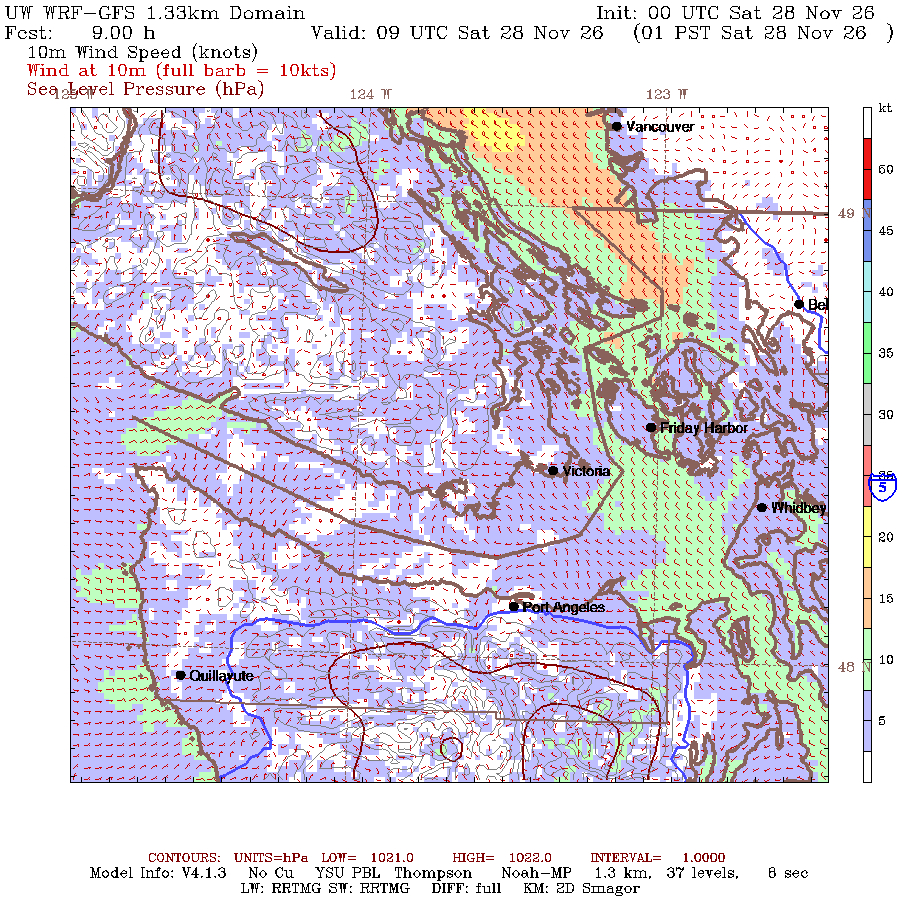 UW WRF-GFS 1.33km Domain Init: 00 UTC Sat 28 Nov 26
Fcst: 9.00 h Valid: 09 UTC Sat 28 Nov 26 (01 PST Sat 28 Nov 26 )
10m Wind Speed (knots)
Wind at 10m (full barb = 10kts)
Sea Level Pressure (hPa)
125 W 124 W 123 W
kt
Vancouver
60
49 N
45
40
Bel
35
30
Friday Harbor
25
Victoria
5
Whidbey
20
15
Port Angeles
10
48 N
Quillayute
5
CONTOURS: UNITS=hPa LOW= 1021.0 HIGH= 1022.0 INTERVAL= 1.0000
Model Info: V4.1.3 No Cu YSU PBL Thompson Noah-MP 1.3 km, 37 levels, 8 sec
LW: RRTMG SW: RRTMG DIFF: full KM: 2D Smagor